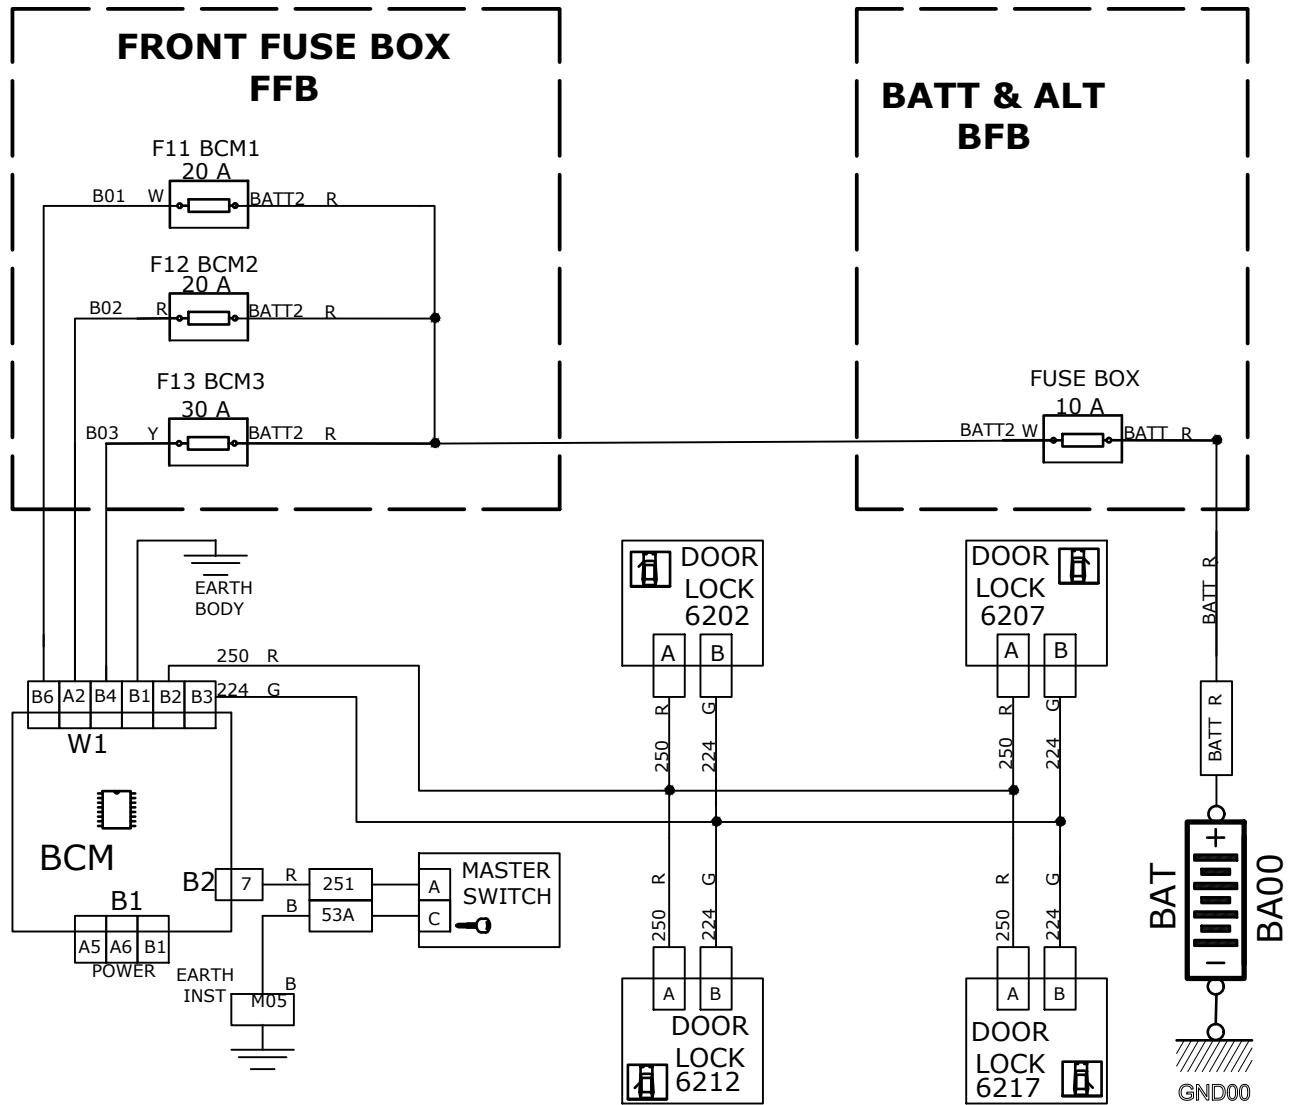 FRONT FUSE BOX
FFB
BATT & ALT
BFB
F11 BCM1
20 A
B01 W BATT2 R
F12 BCM2
20 A
B02 R BATT2 R
F13 BCM3
30 A
B03 Y BATT2 R
FUSE BOX
10 A
BATT2 W BATT R
EARTH
BODY
BATT R
BATT R
250 R
224 G
B6 A2 B4 B1 B2 B3
W1
BCM
B2 7
R 251 A
B 53A C
MASTER
SWITCH
B1
A5 A6 B1
POWER
EARTH
INST
B
M05
DOOR
LOCK
6202
A B
R G
250 224
DOOR
LOCK
6207
A B
R G
250 224
R G
250 224
A B
DOOR
LOCK
6212
R G
250 224
A B
DOOR
LOCK
6217
BAT
+
−
BA00
GND00